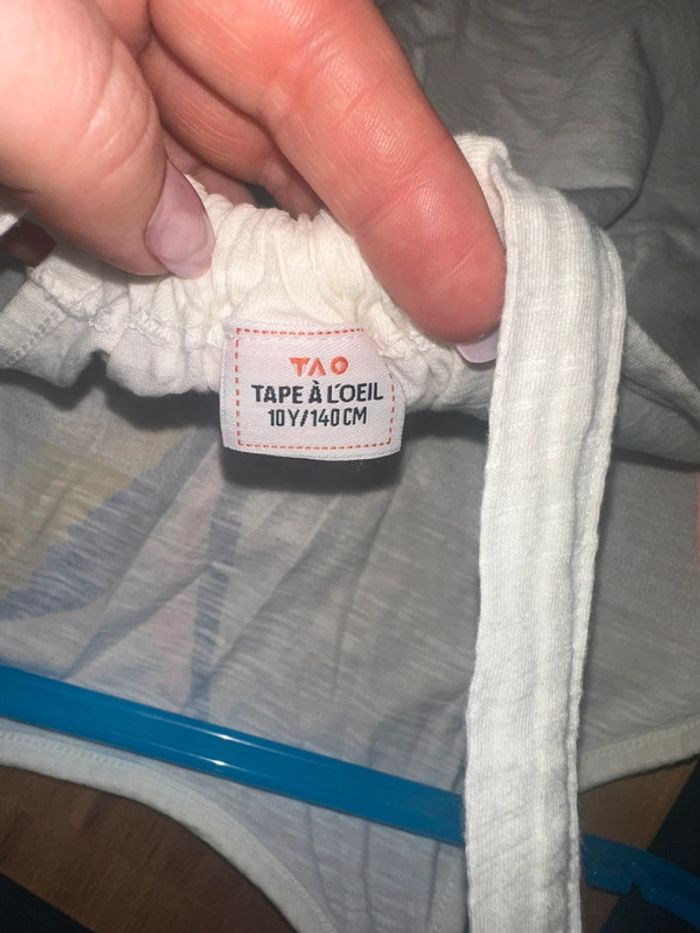 TAO
TAPE À L'OEIL
10Y/140CM